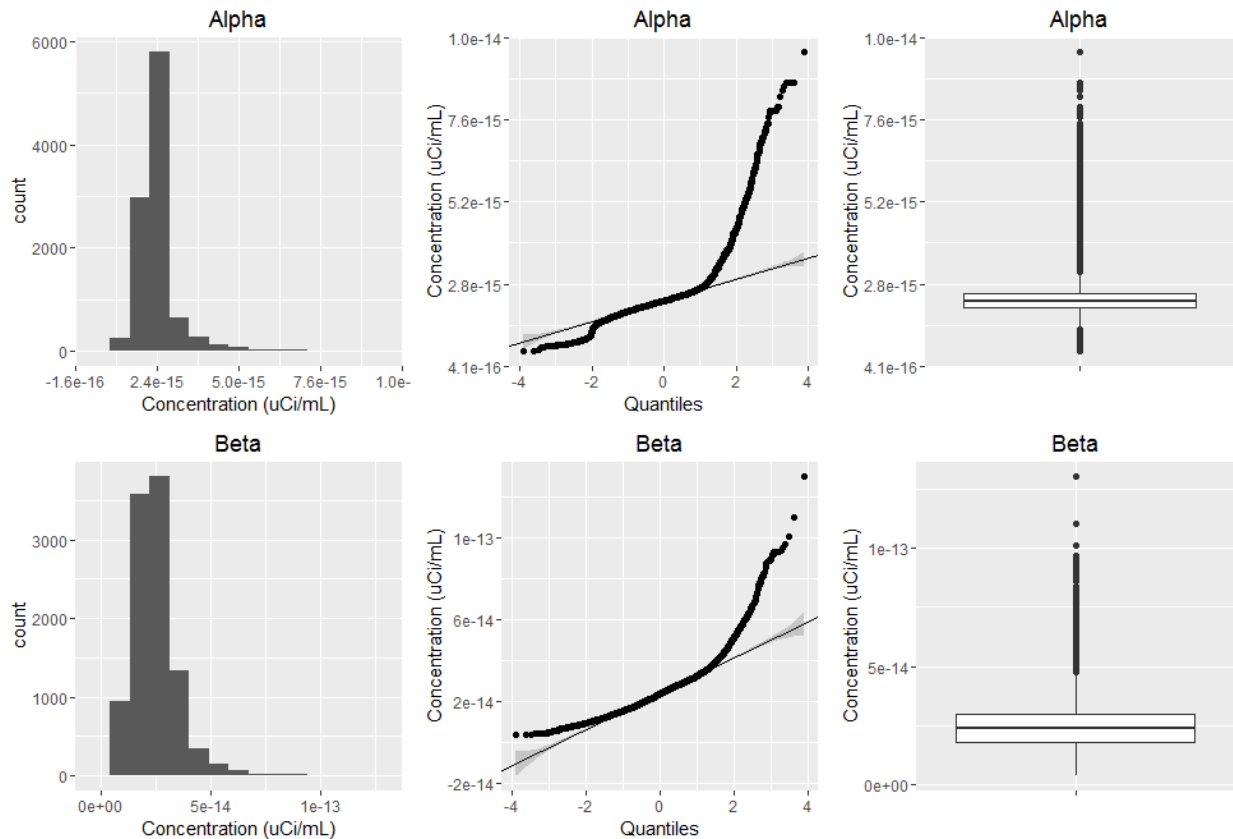 Alpha
6000
4000
2000
0
count
-1.6e-16 2.4e-15 5.0e-15 7.6e-15 1.0e-
Concentration (uCi/mL)
Alpha
1.0e-14
7.6e-15
5.2e-15
2.8e-15
4.1e-16
Concentration (uCi/mL)
-4 -2 0 2 4
Quantiles
Alpha
1.0e-14
7.6e-15
5.2e-15
2.8e-15
4.1e-16
Concentration (uCi/mL)
Beta
3000
2000
1000
0
count
0e+00 5e-14 1e-13
Concentration (uCi/mL)
Beta
1e-13
6e-14
2e-14
-2e-14
Concentration (uCi/mL)
-4 -2 0 2 4
Quantiles
Beta
1e-13
5e-14
0e+00
Concentration (uCi/mL)